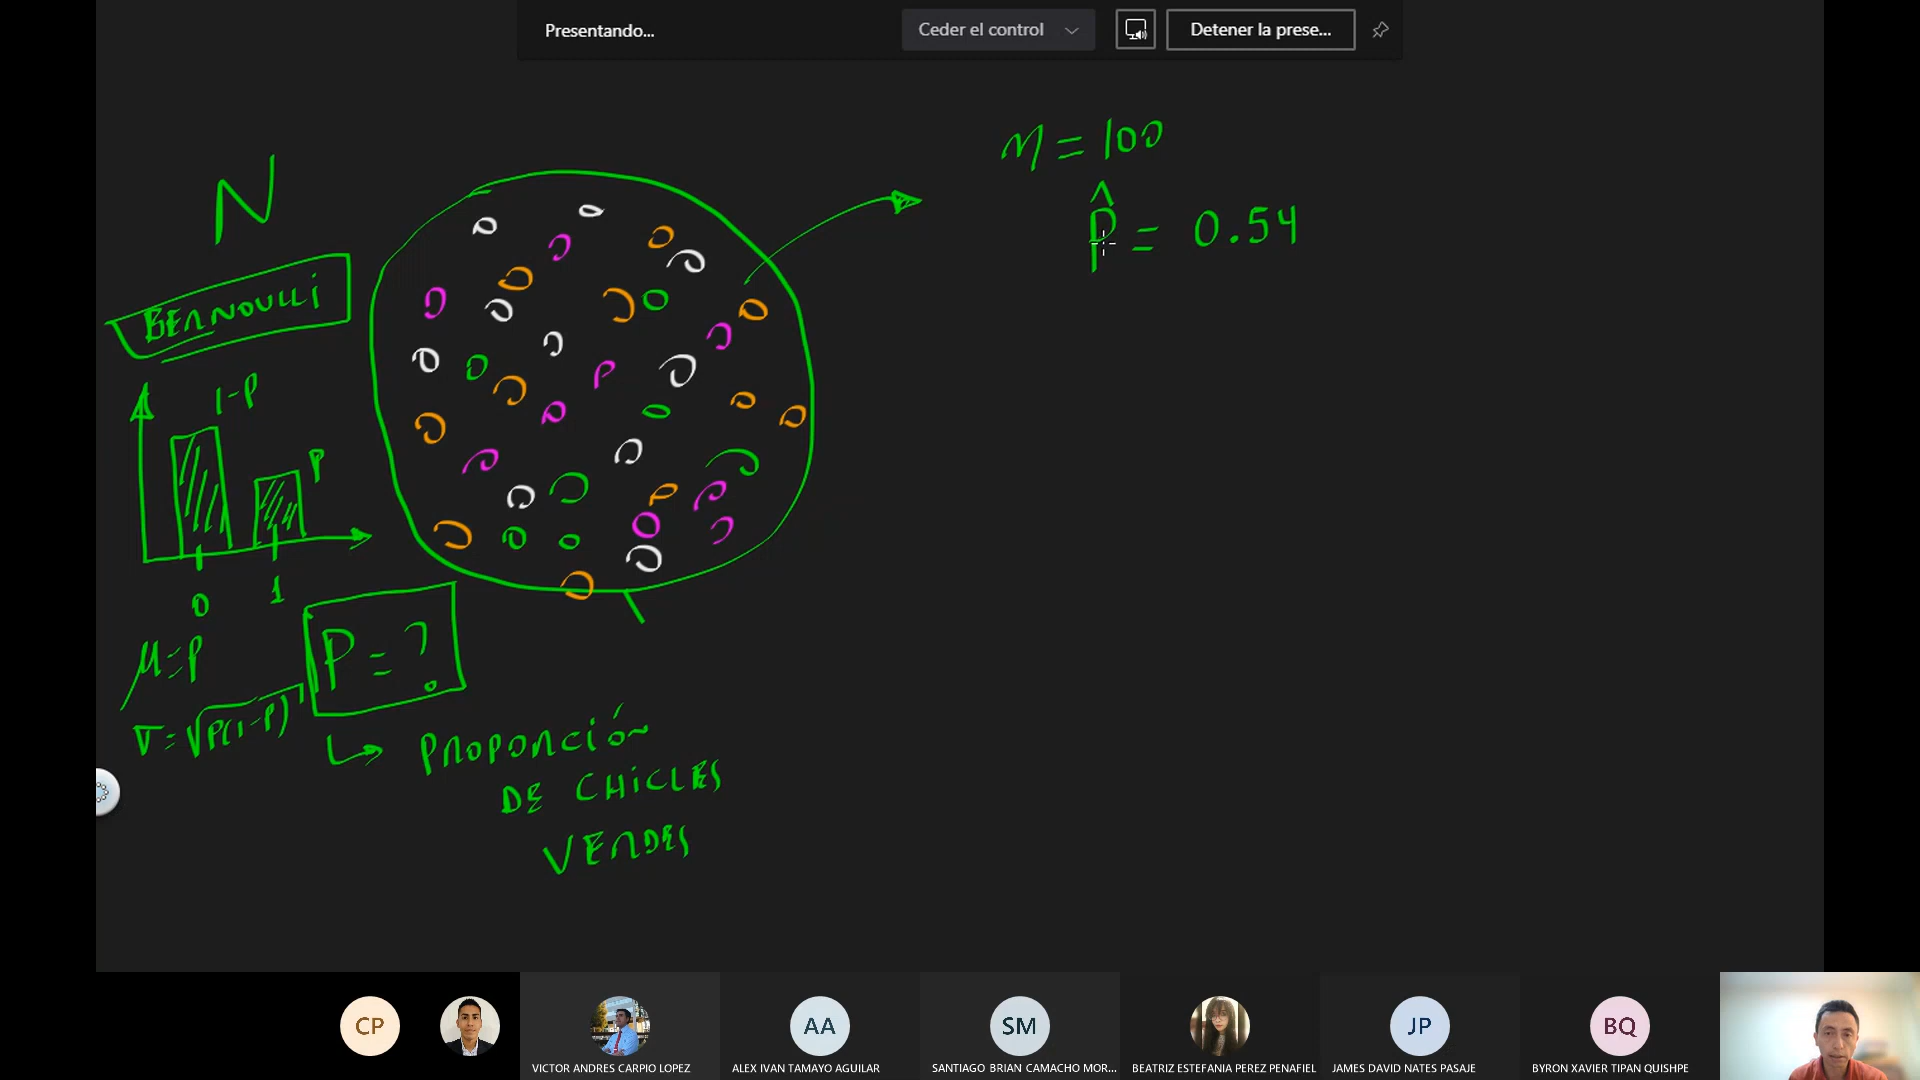 Presentando...
Ceder el control
Detener la prese...
n = 100
p̂ = 0.54
N
BERNOULLI
1-P
P
0
1
μ=P
σ=√P(1-P)
P=?
PROPORCIÓN
DE CHICLES
VERDES
CP
AA
SM
JP
BQ
VICTOR ANDRES CARPIO LOPEZ
ALEX IVAN TAMAYO AGUILAR
SANTIAGO BRIAN CAMACHO MOR...
BEATRIZ ESTEFANIA PEREZ PENAFIEL
JAMES DAVID NATES PASAJE
BYRON XAVIER TIPAN QUISHPE